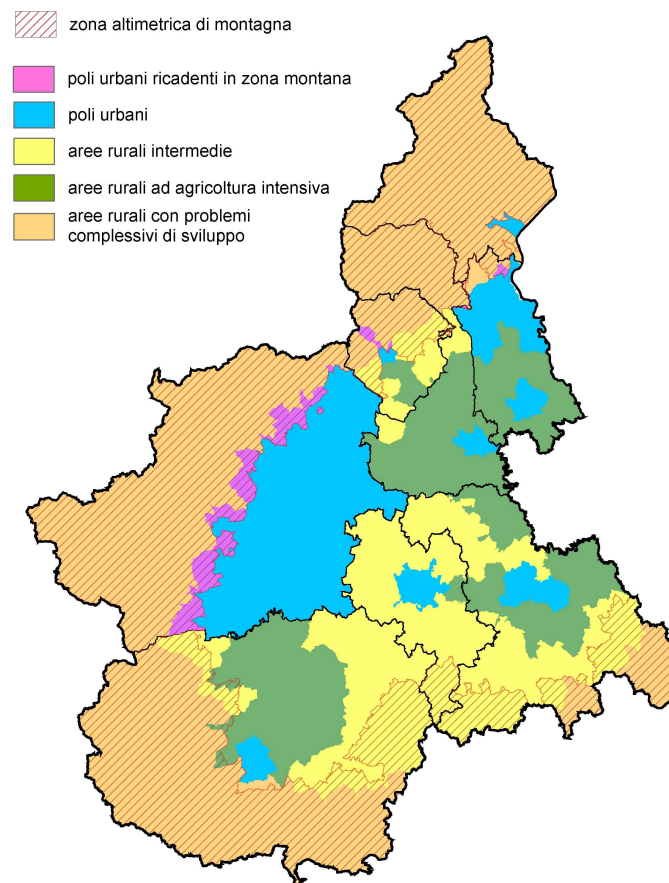 zona altimetrica di montagna
poli urbani ricadenti in zona montana
poli urbani
aree rurali intermedie
aree rurali ad agricoltura intensiva
aree rurali con problemi
complessivi di sviluppo